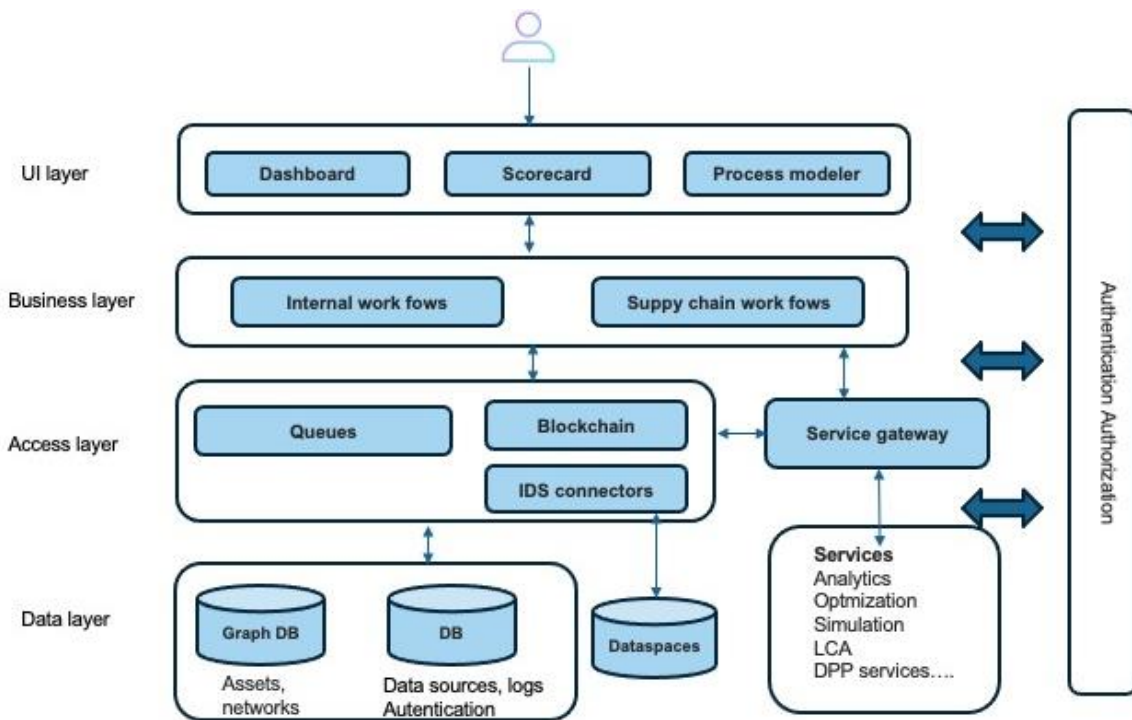 UI layer
Dashboard
Scorecard
Process modeler
Business layer
Internal work fows
Suppy chain work fows
Access layer
Queues
Blockchain
IDS connectors
Service gateway
Data layer
Graph DB
DB
Dataspaces
Assets,
networks
Data sources, logs
Autentication
Services
Analytics
Optmization
Simulation
LCA
DPP services....
Authentication Authorization